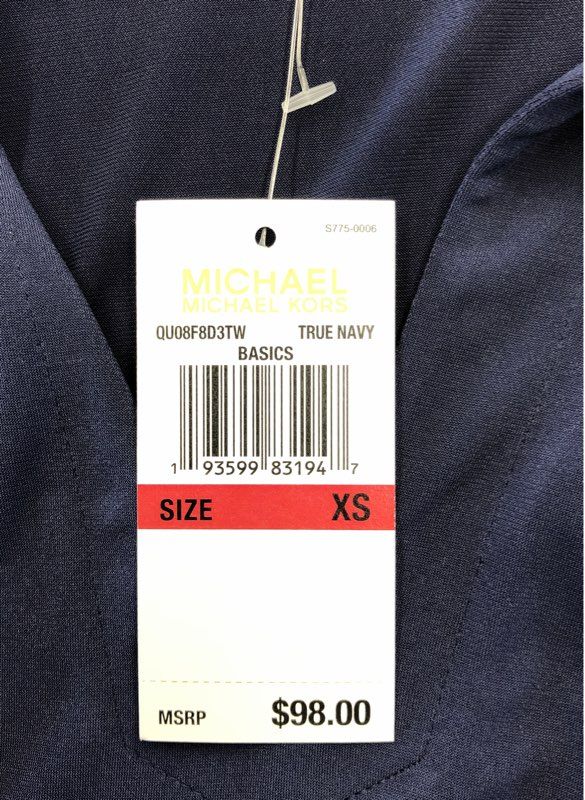 S775-0006
MICHAEL
MICHAEL KORS
QU08F8D3TW TRUE NAVY
BASICS
1 93599 83194 7
SIZE XS
MSRP $98.00